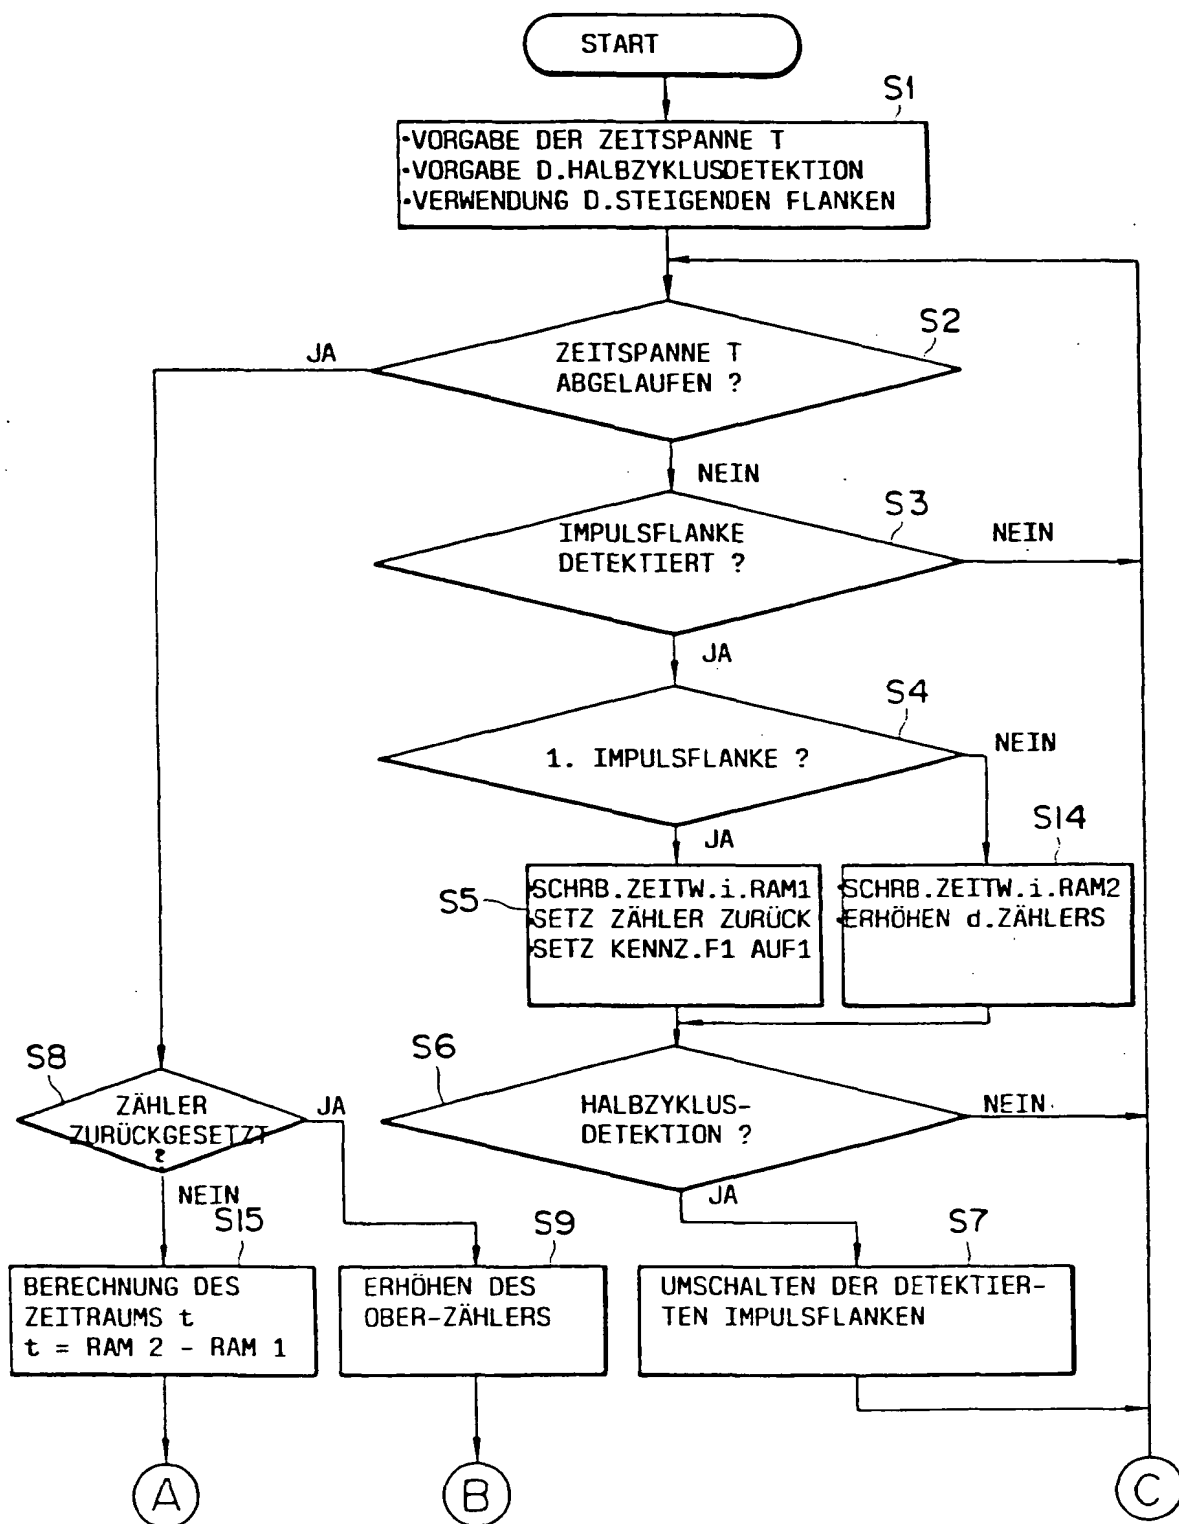 START
S1
·VORGABE DER ZEITSPANNE T
·VORGABE D.HALBZYKLUSDETEKTION
·VERWENDUNG D.STEIGENDEN FLANKEN
S2
JA
ZEITSPANNE T
ABGELAUFEN ?
NEIN
S3
IMPULSFLANKE
DETEKTIERT ?
NEIN
JA
S4
1. IMPULSFLANKE ?
NEIN
JA
S14
S5
·SCHRB.ZEITW.i.RAM1
·SETZ ZÄHLER ZURÜCK
·SETZ KENNZ.F1 AUF1
·SCHRB.ZEITW.i.RAM2
·ERHÖHEN d.ZÄHLERS
S8
ZÄHLER
ZURÜCKGESETZT
?
JA
NEIN
S6
HALBZYKLUS-
DETEKTION ?
NEIN
JA
S15
BERECHNUNG DES
ZEITRAUMS t
t = RAM 2 - RAM 1
S9
ERHÖHEN DES
OBER-ZÄHLERS
S7
UMSCHALTEN DER DETEKTIER-
TEN IMPULSFLANKEN
A
B
C